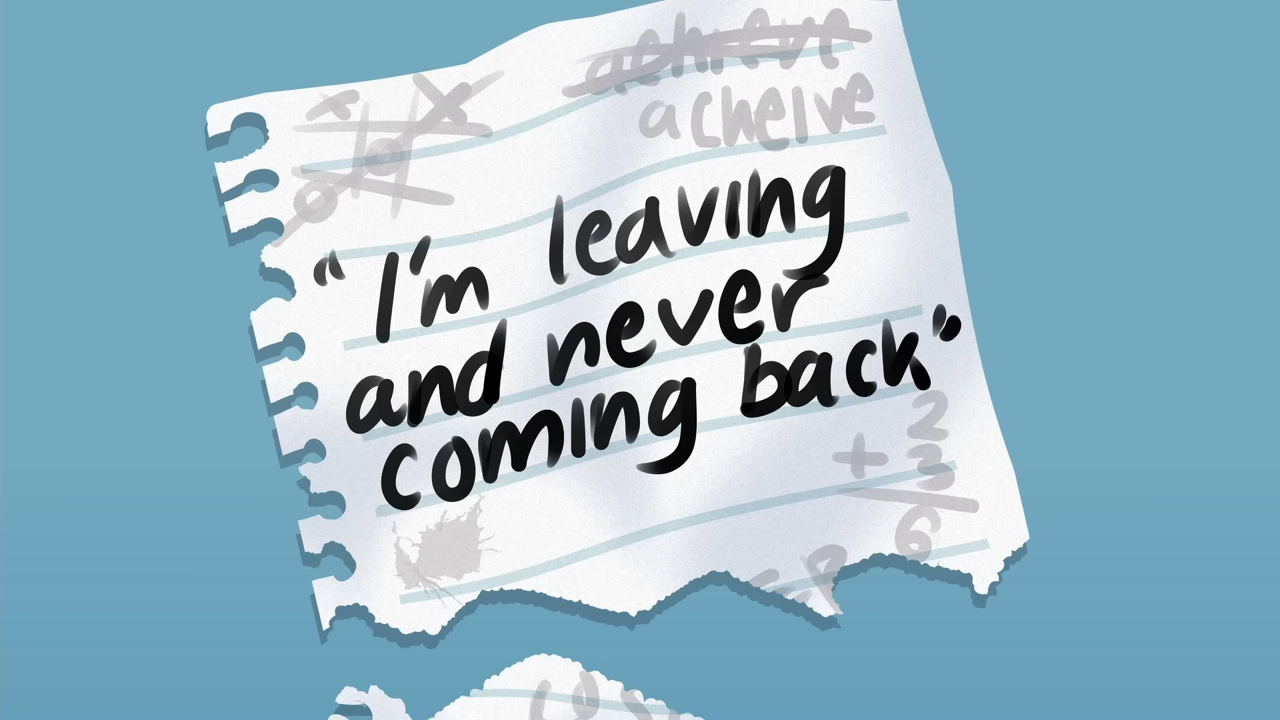 achieve
acheive
“I'm leaving
and never
coming back”